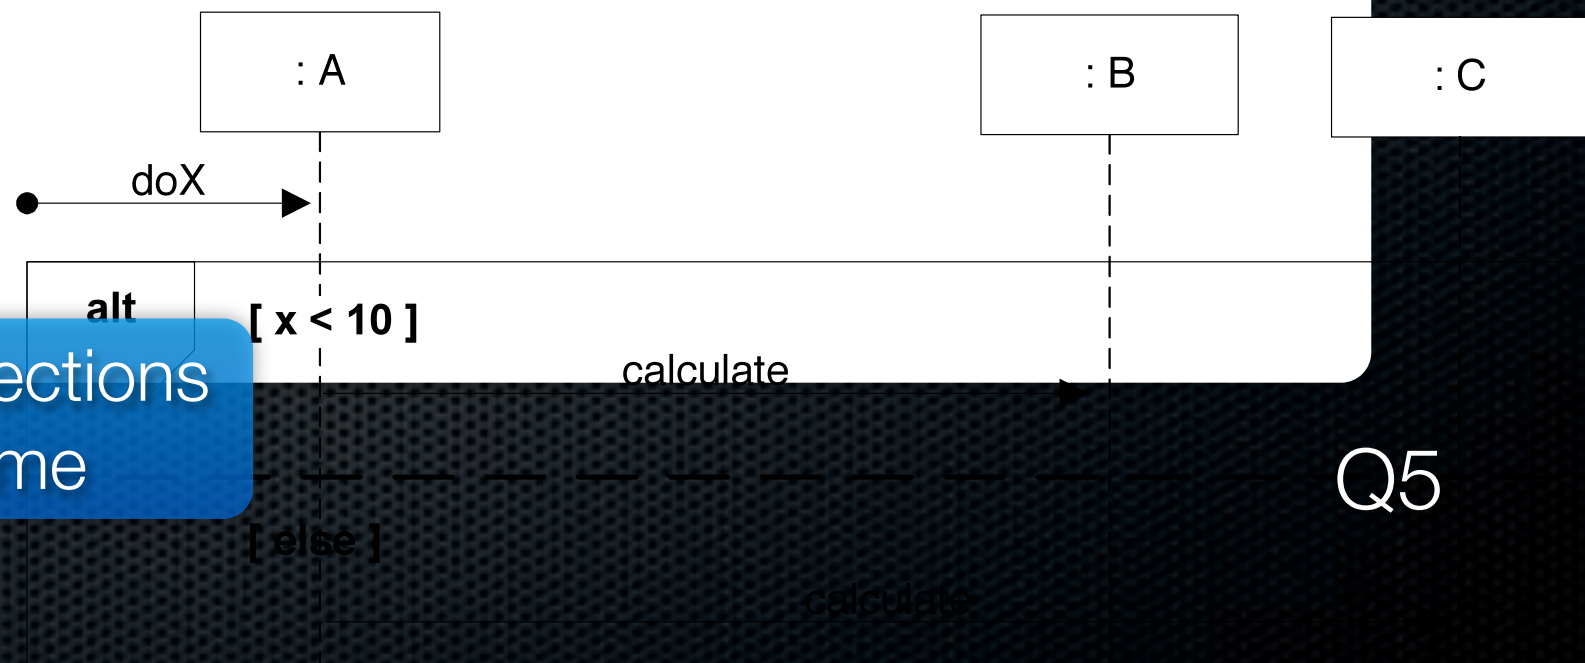 : A
: B
: C
doX
alt
[ x < 10 ]
calculate
ections
me
Q5
[ else ]
calculate